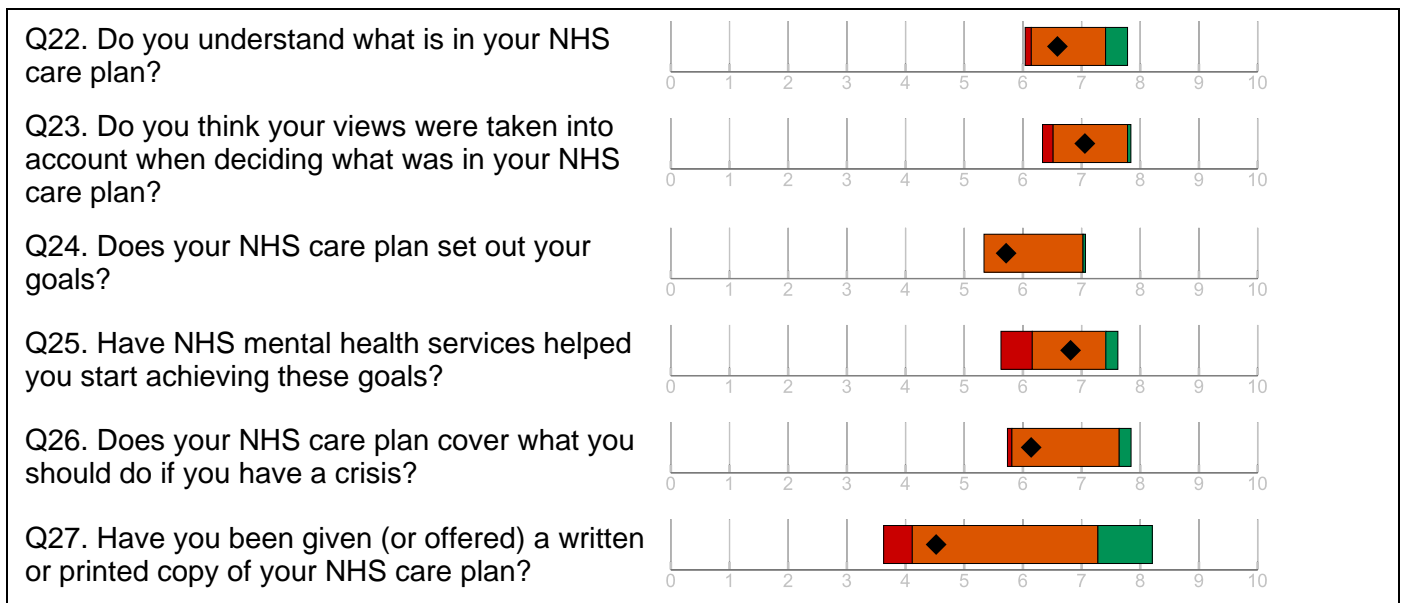 Q22. Do you understand what is in your NHS
care plan?
0 1 2 3 4 5 6 7 8 9 10
Q23. Do you think your views were taken into
account when deciding what was in your NHS
care plan?
0 1 2 3 4 5 6 7 8 9 10
Q24. Does your NHS care plan set out your
goals?
0 1 2 3 4 5 6 7 8 9 10
Q25. Have NHS mental health services helped
you start achieving these goals?
0 1 2 3 4 5 6 7 8 9 10
Q26. Does your NHS care plan cover what you
should do if you have a crisis?
0 1 2 3 4 5 6 7 8 9 10
Q27. Have you been given (or offered) a written
or printed copy of your NHS care plan?
0 1 2 3 4 5 6 7 8 9 10